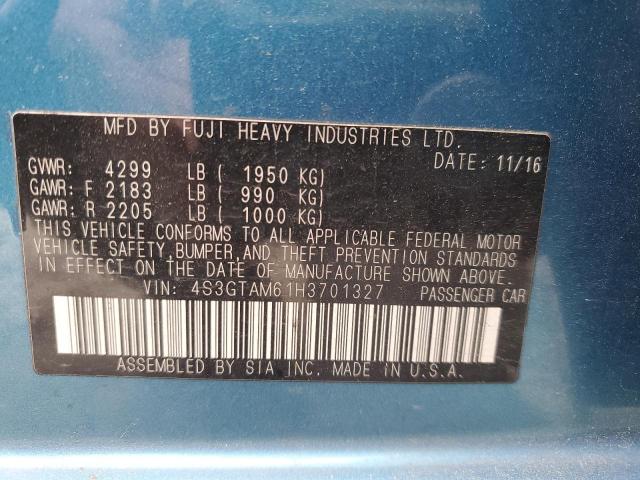 MFD BY FUJI HEAVY INDUSTRIES LTD.
DATE: 11/16
GVWR: 4299 LB ( 1950 KG)
GAWR: F 2183 LB ( 990 KG)
GAWR: R 2205 LB ( 1000 KG)
THIS VEHICLE CONFORMS TO ALL APPLICABLE FEDERAL MOTOR
VEHICLE SAFETY, BUMPER, AND THEFT PREVENTION STANDARDS
IN EFFECT ON THE DATE OF MANUFACTURE SHOWN ABOVE.
VIN: 4S3GTAM61H3701327 PASSENGER CAR
ASSEMBLED BY SIA INC. MADE IN U.S.A.